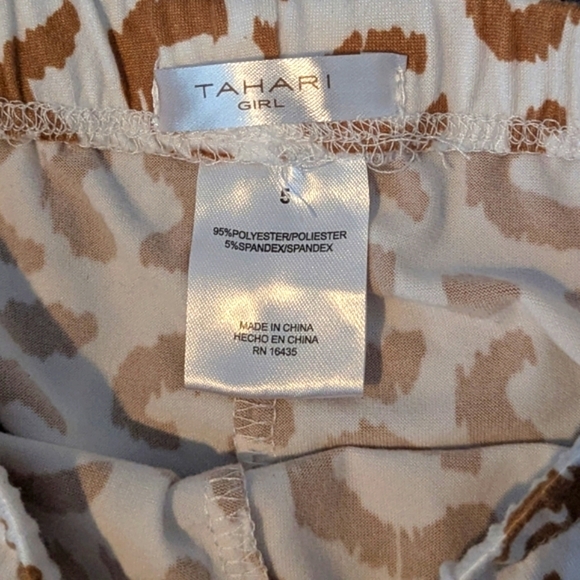 TAHARI
GIRL
5
95%POLYESTER/POLIESTER
5%SPANDEX/SPANDEX
MADE IN CHINA
HECHO EN CHINA
RN 16435